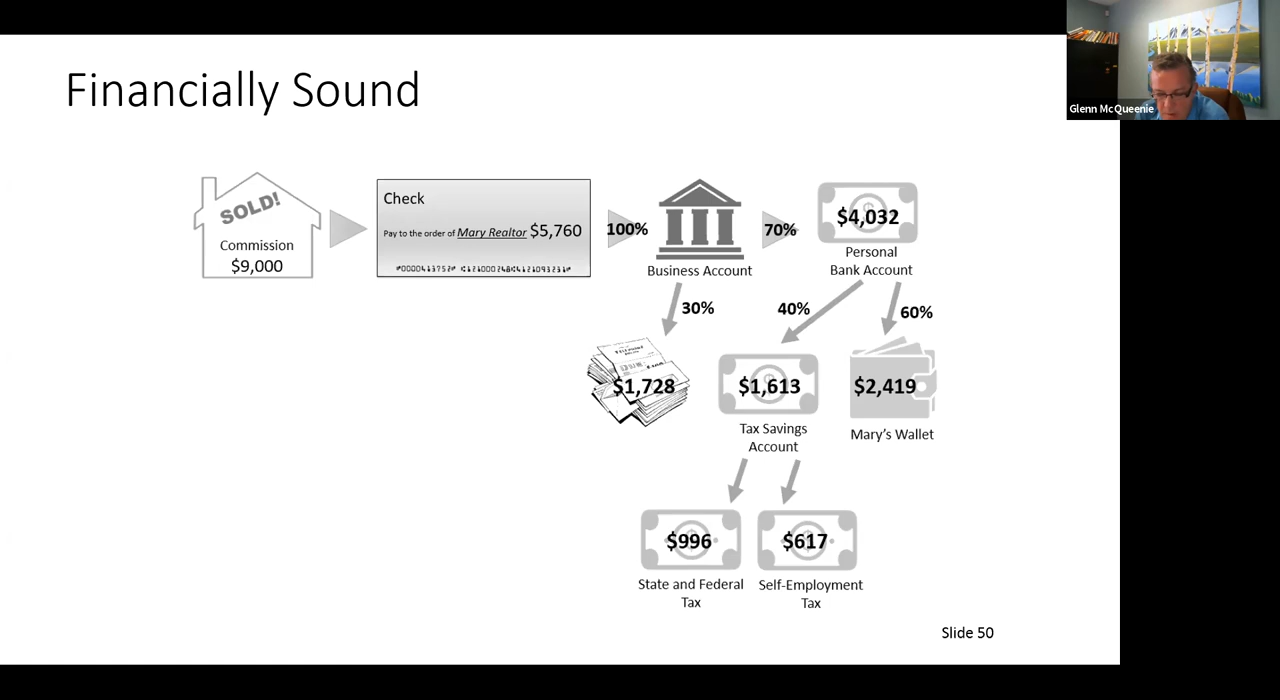 Financially Sound
Glenn McQueenie
SOLD!
Commission
$9,000
Check
Pay to the order of Mary Realtor $5,760
100%
Business Account
70%
$4,032
Personal
Bank Account
30%
40%
60%
$1,728
$1,613
$2,419
Tax Savings
Account
Mary's Wallet
$996
$617
State and Federal
Tax
Self-Employment
Tax
Slide 50